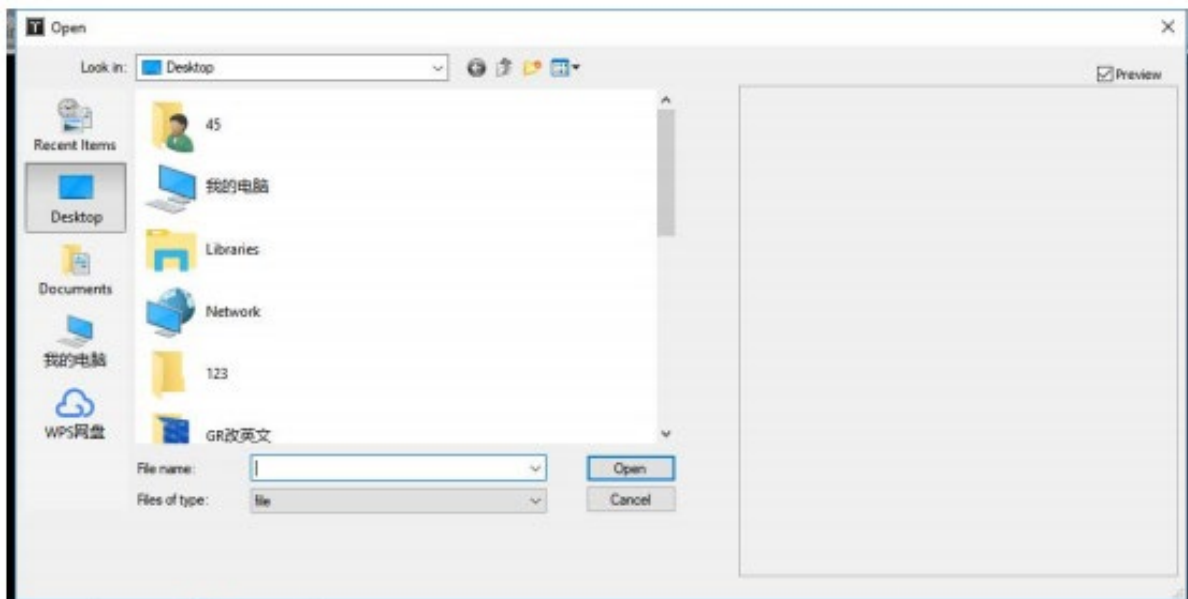 Open
Look in: Desktop
Preview
Recent Items
Desktop
Documents
我的电脑
WPS网盘
45
我的电脑
Libraries
Network
123
GR改英文
File name:
Open
Files of type: file
Cancel